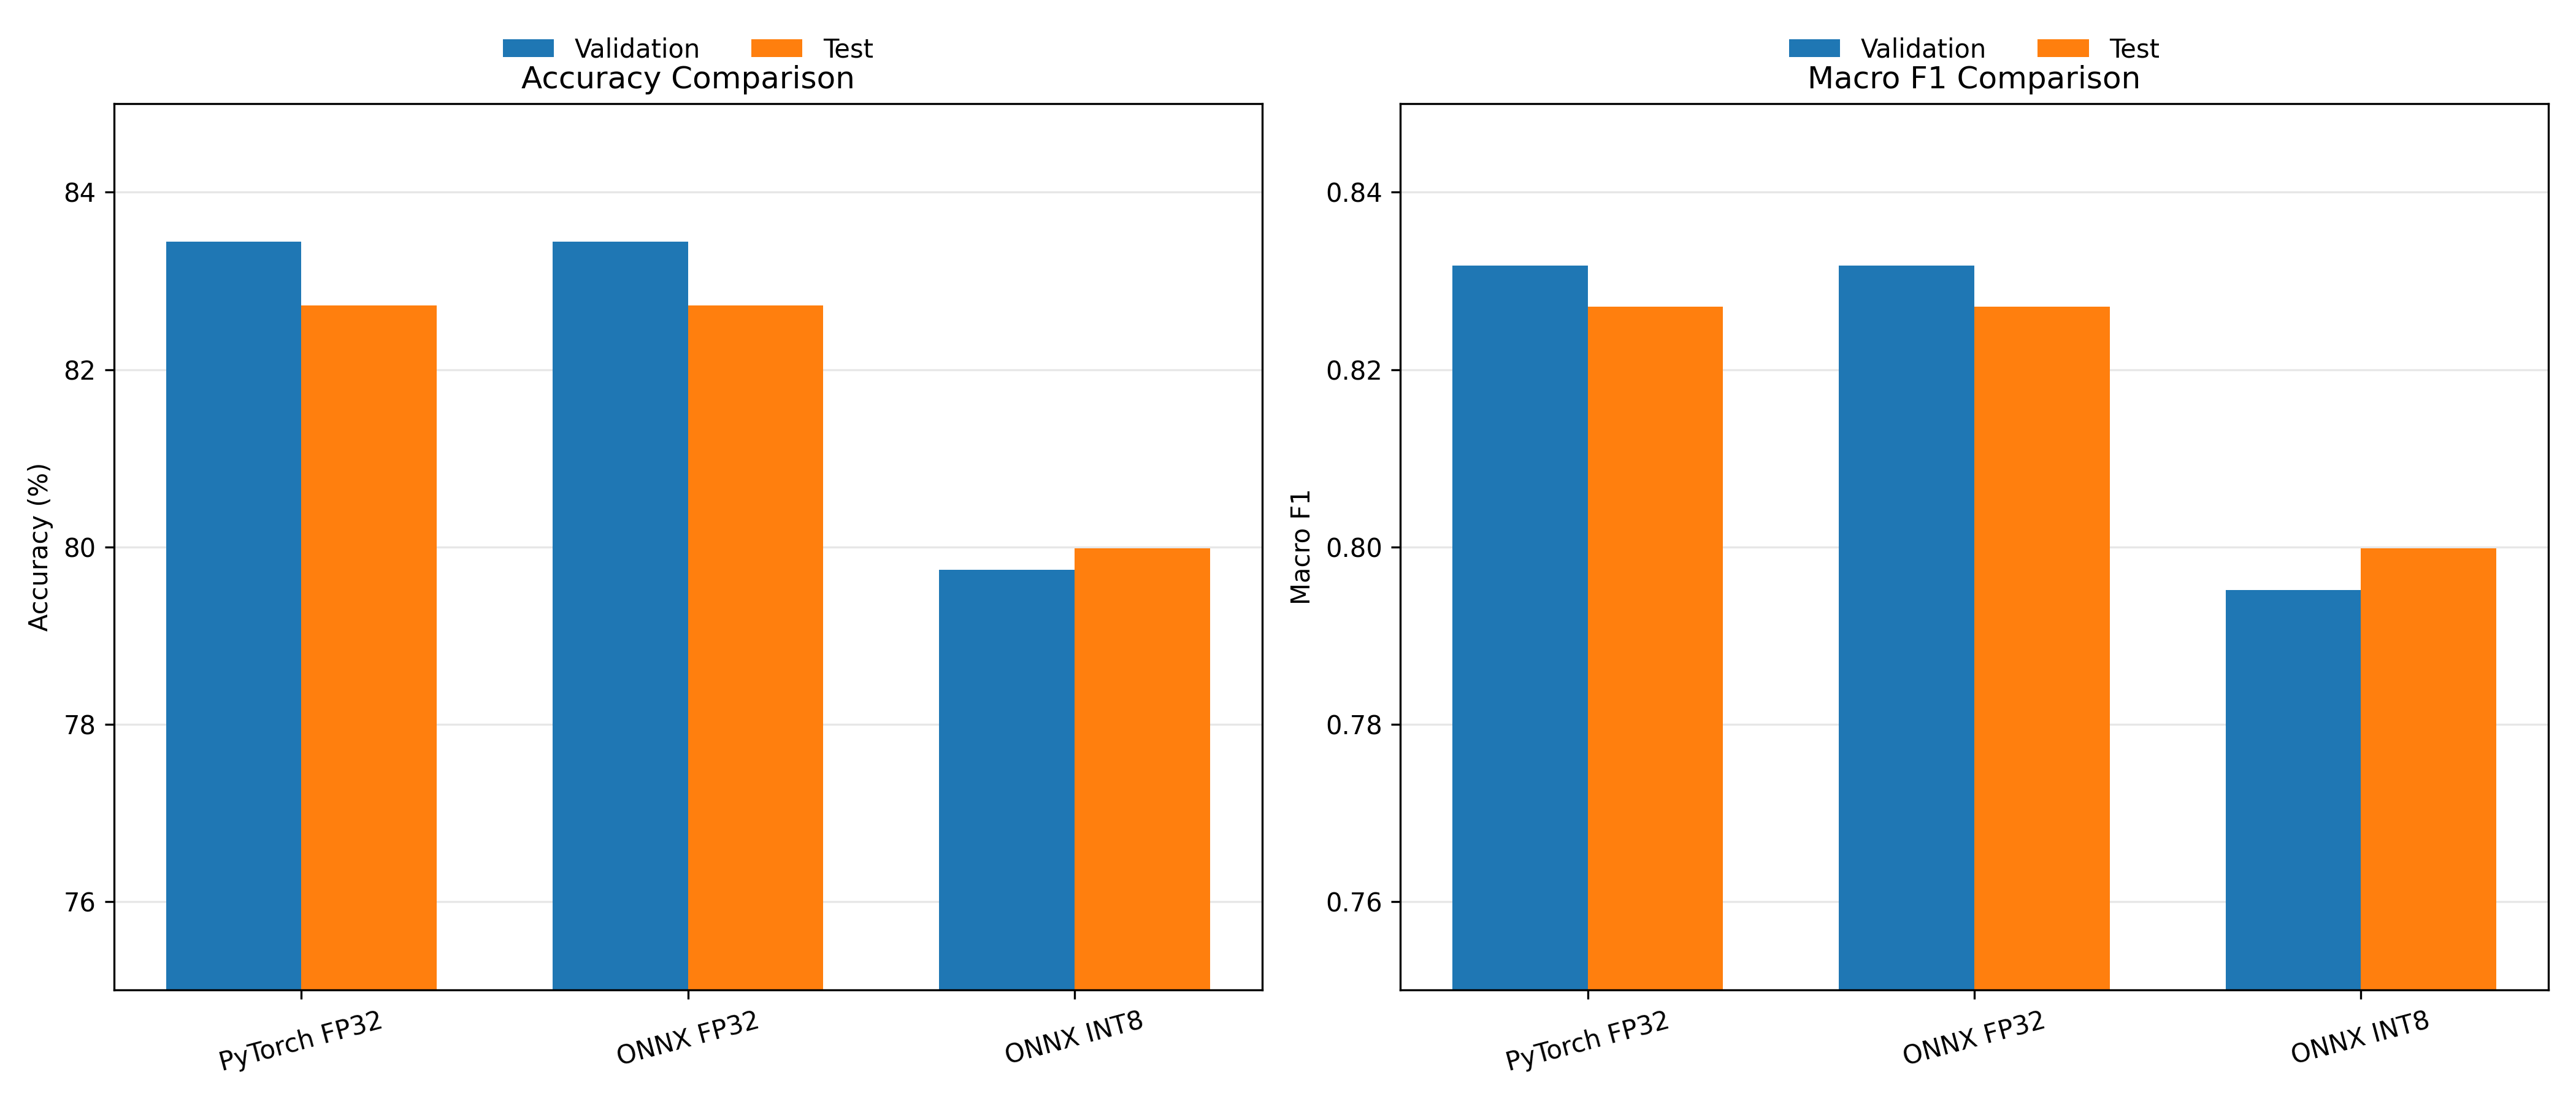 Validation Test
Accuracy Comparison
Accuracy (%)
84
82
80
78
76
PyTorch FP32
ONNX FP32
ONNX INT8
Validation Test
Macro F1 Comparison
Macro F1
0.84
0.82
0.80
0.78
0.76
PyTorch FP32
ONNX FP32
ONNX INT8